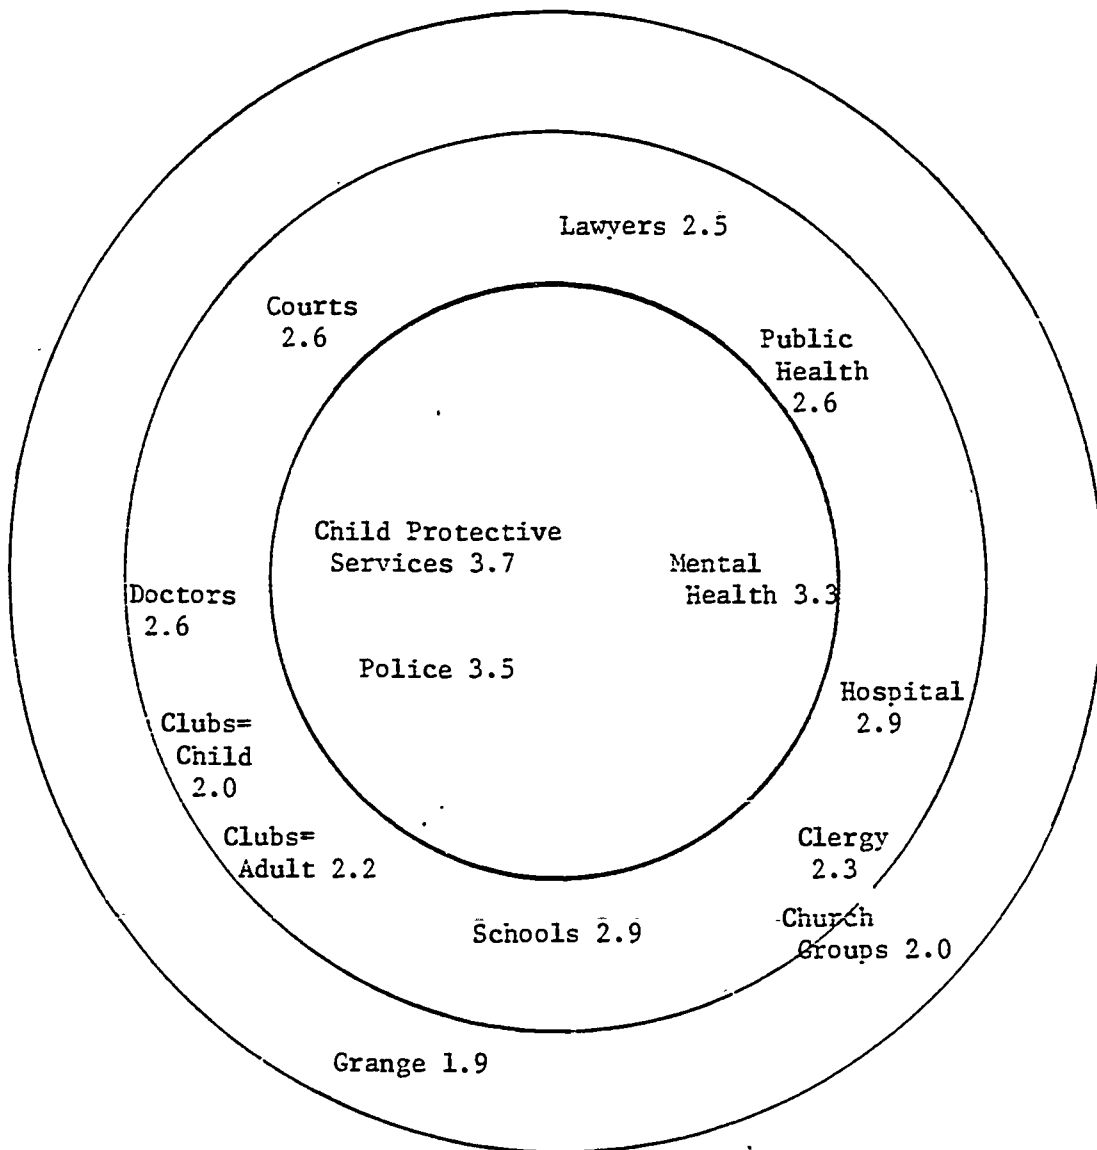 Lawyers 2.5
Courts
2.6
Public
Health
2.6
Child Protective
Services 3.7
Mental
Health 3.3
Doctors
2.6
Police 3.5
Hospital
2.9
Clubs=
Child
2.0
Clubs=
Adult 2.2
Clergy
2.3
Schools 2.9
Church
Groups 2.0
Grange 1.9